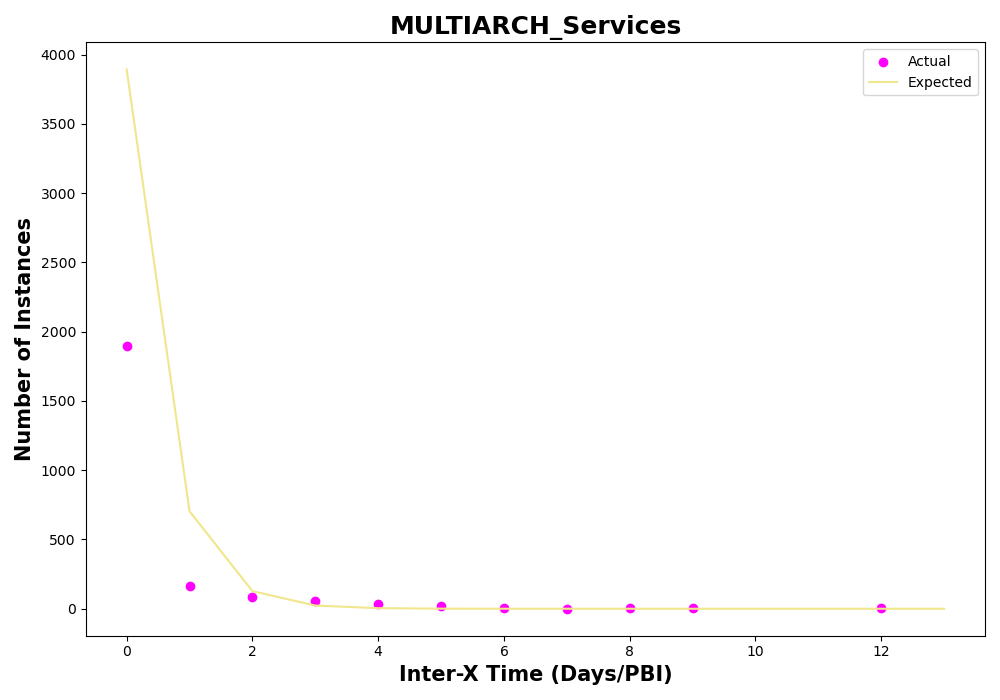 MULTIARCH_Services
Actual
Expected
4000
3500
3000
2500
2000
1500
1000
500
0
Number of Instances
0 2 4 6 8 10 12
Inter-X Time (Days/PBI)